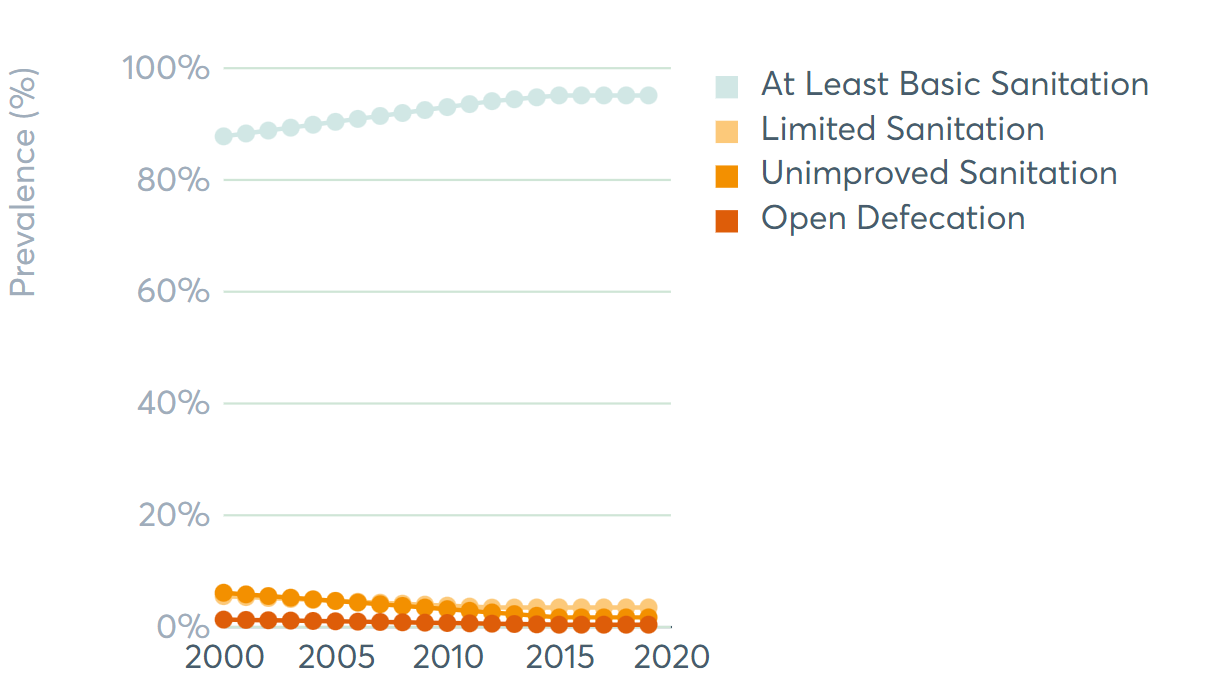 Prevalence (%)
100%
80%
60%
40%
20%
0%
2000 2005 2010 2015 2020
At Least Basic Sanitation
Limited Sanitation
Unimproved Sanitation
Open Defecation